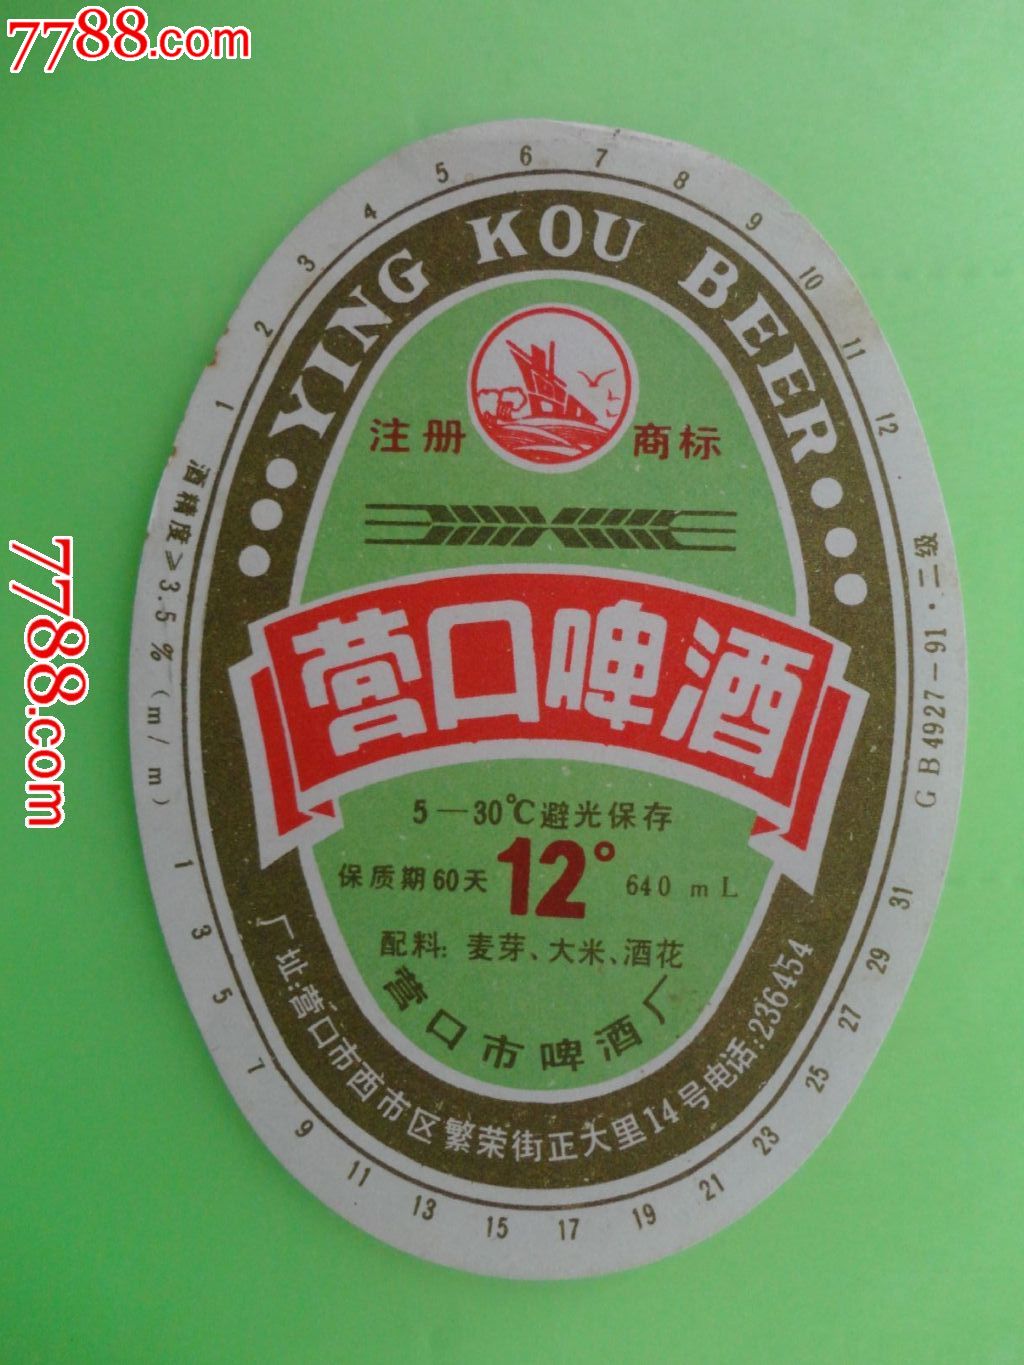 7788.com
7788.com
1 2 3 4 5 6 7 8 9 10 11 12
YING KOU BEER
注册 商标
酒精度>3.5%(m/m)
GB4927-91·二级
营口啤酒
5—30℃避光保存
保质期60天 12° 640 mL
配料:麦芽、大米、酒花
营口市啤酒厂
厂址:营口市西市区繁荣街正大里14号电话:236454
1 3 5 7 9 11 13 15 17 19 21 23 25 27 29 31